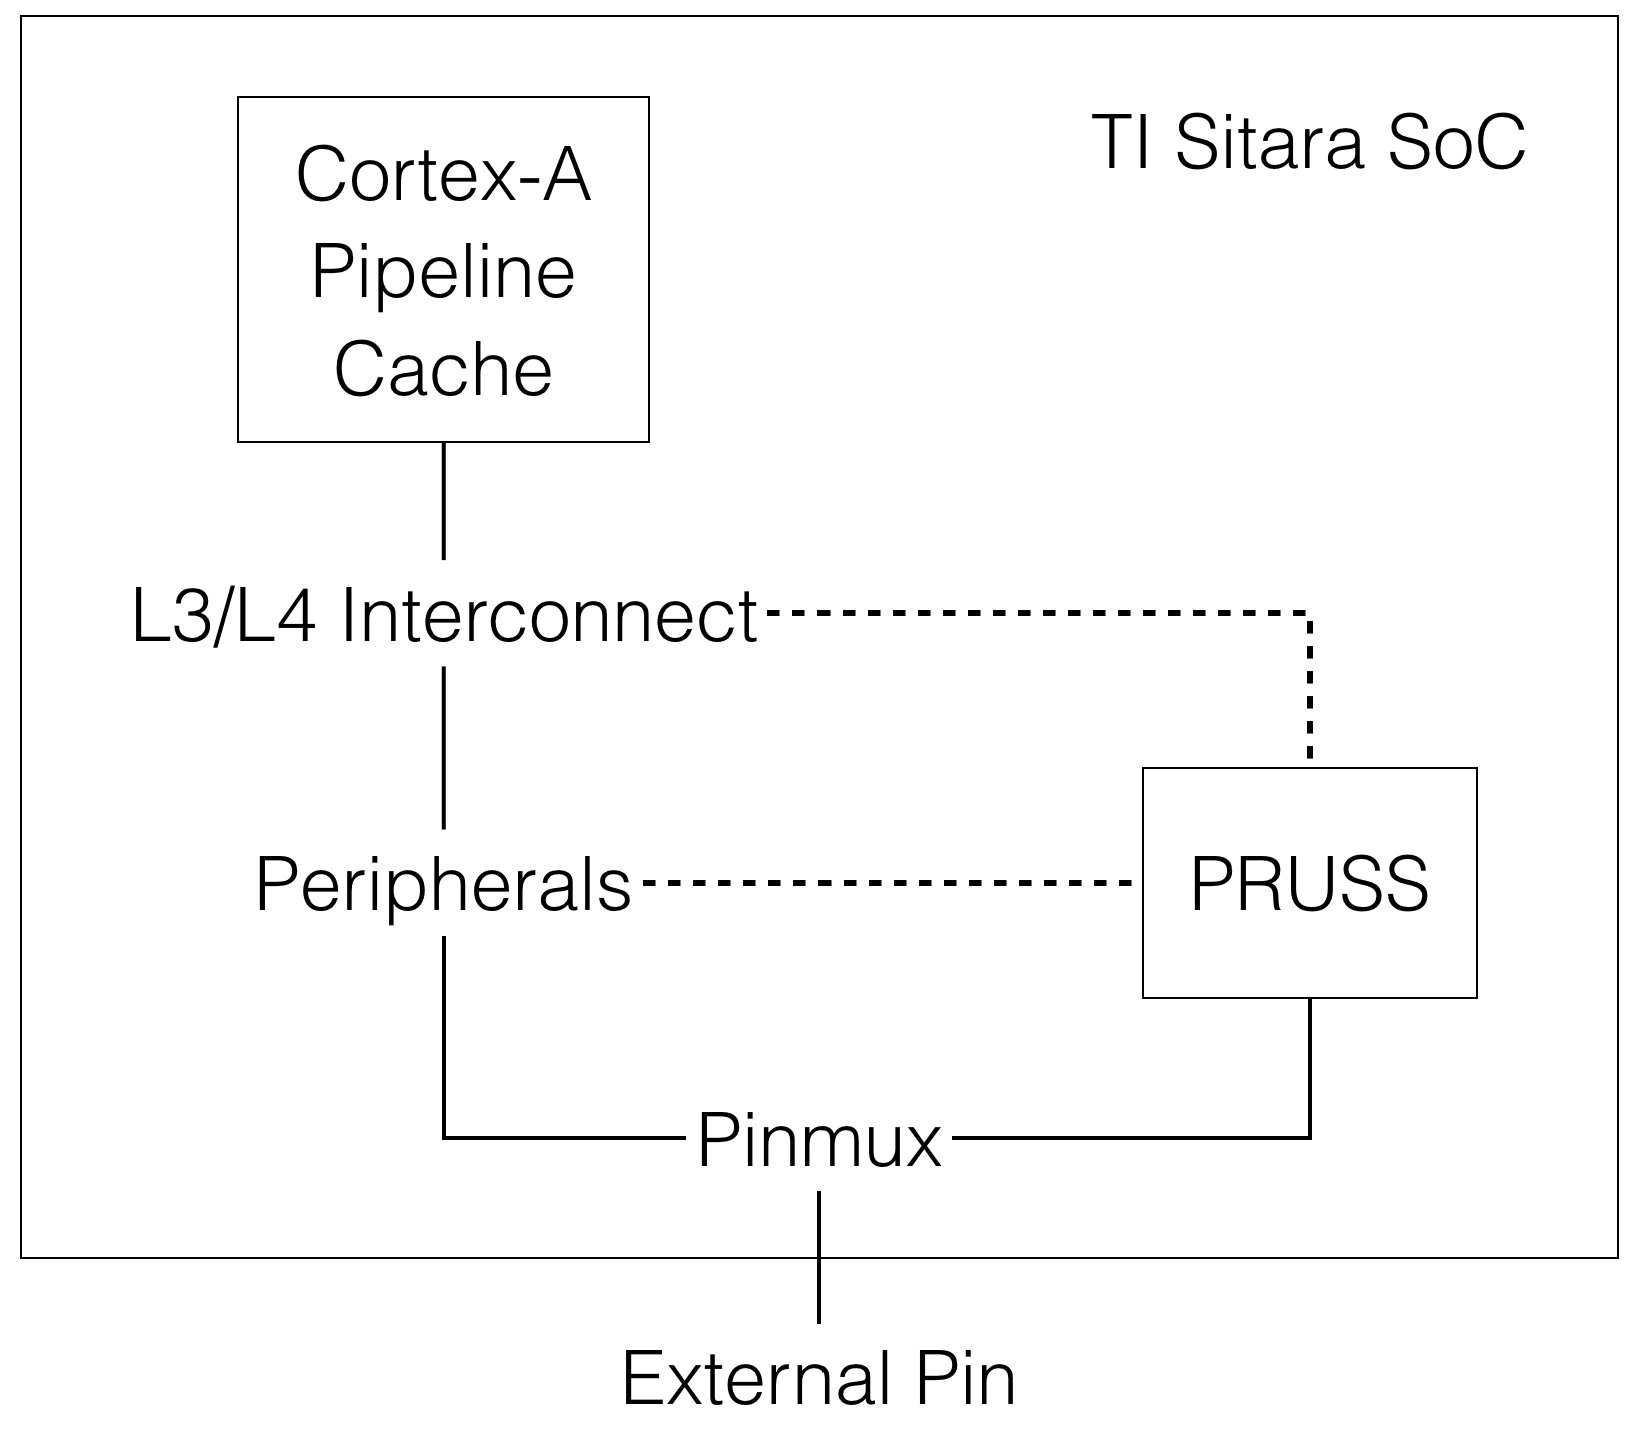 TI Sitara SoC
Cortex-A
Pipeline
Cache
L3/L4 Interconnect
Peripherals
PRUSS
Pinmux
External Pin